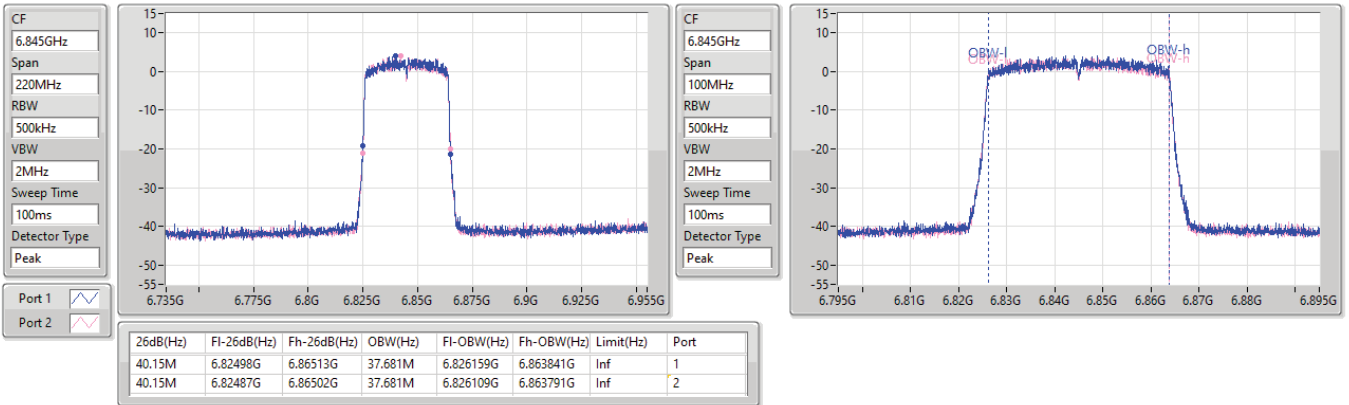 CF
6.845GHz
Span
220MHz
RBW
500kHz
VBW
2MHz
Sweep Time
100ms
Detector Type
Peak
Port 1
Port 2
15
10
0
-10
-20
-30
-40
-50
-55
6.735G 6.775G 6.8G 6.825G 6.85G 6.875G 6.9G 6.925G 6.955G
CF
6.845GHz
Span
100MHz
RBW
500kHz
VBW
2MHz
Sweep Time
100ms
Detector Type
Peak
15
10
0
-10
-20
-30
-40
-50
-55
OBW-l OBW-h
OBW-h
6.795G 6.81G 6.82G 6.83G 6.84G 6.85G 6.86G 6.87G 6.88G 6.895G
26dB(Hz) Fl-26dB(Hz) Fh-26dB(Hz) OBW(Hz) Fl-OBW(Hz) Fh-OBW(Hz) Limit(Hz) Port
40.15M 6.82498G 6.86513G 37.681M 6.826159G 6.863841G Inf 1
40.15M 6.82487G 6.86502G 37.681M 6.826109G 6.863791G Inf 2